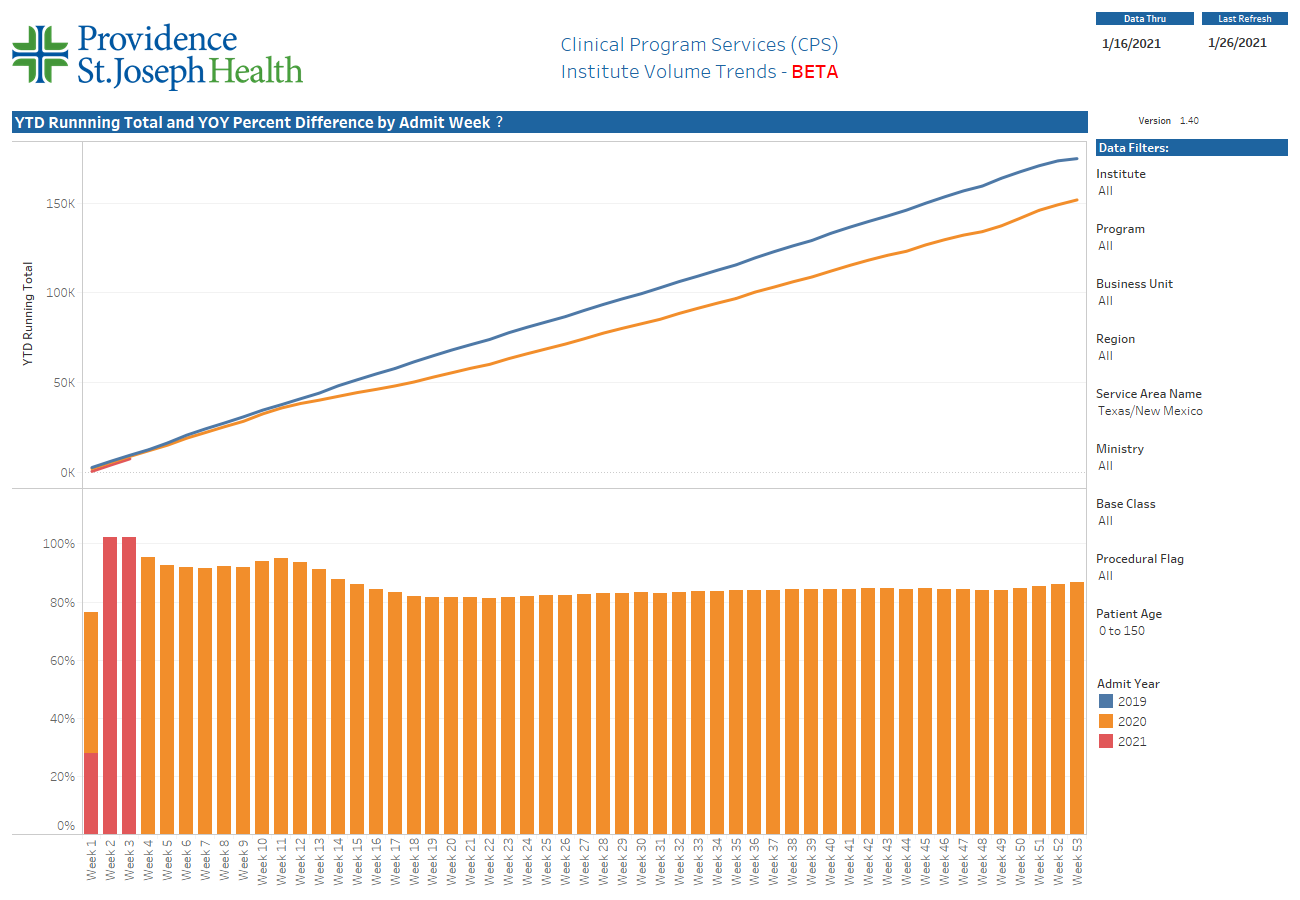 Providence
St.Joseph Health
Clinical Program Services (CPS)
Institute Volume Trends - BETA
Data Thru
1/16/2021
Last Refresh
1/26/2021
YTD Runnning Total and YOY Percent Difference by Admit Week ?
Version 1.40
Data Filters:
Institute
All
Program
All
Business Unit
All
Region
All
Service Area Name
Texas/New Mexico
Ministry
All
Base Class
All
Procedural Flag
All
Patient Age
0 to 150
Admit Year
2019
2020
2021
YTD Running Total
150K
100K
50K
0K
100%
80%
60%
40%
20%
0%
Week 1
Week 2
Week 3
Week 4
Week 5
Week 6
Week 7
Week 8
Week 9
Week 10
Week 11
Week 12
Week 13
Week 14
Week 15
Week 16
Week 17
Week 18
Week 19
Week 20
Week 21
Week 22
Week 23
Week 24
Week 25
Week 26
Week 27
Week 28
Week 29
Week 30
Week 31
Week 32
Week 33
Week 34
Week 35
Week 36
Week 37
Week 38
Week 39
Week 40
Week 41
Week 42
Week 43
Week 44
Week 45
Week 46
Week 47
Week 48
Week 49
Week 50
Week 51
Week 52
Week 53